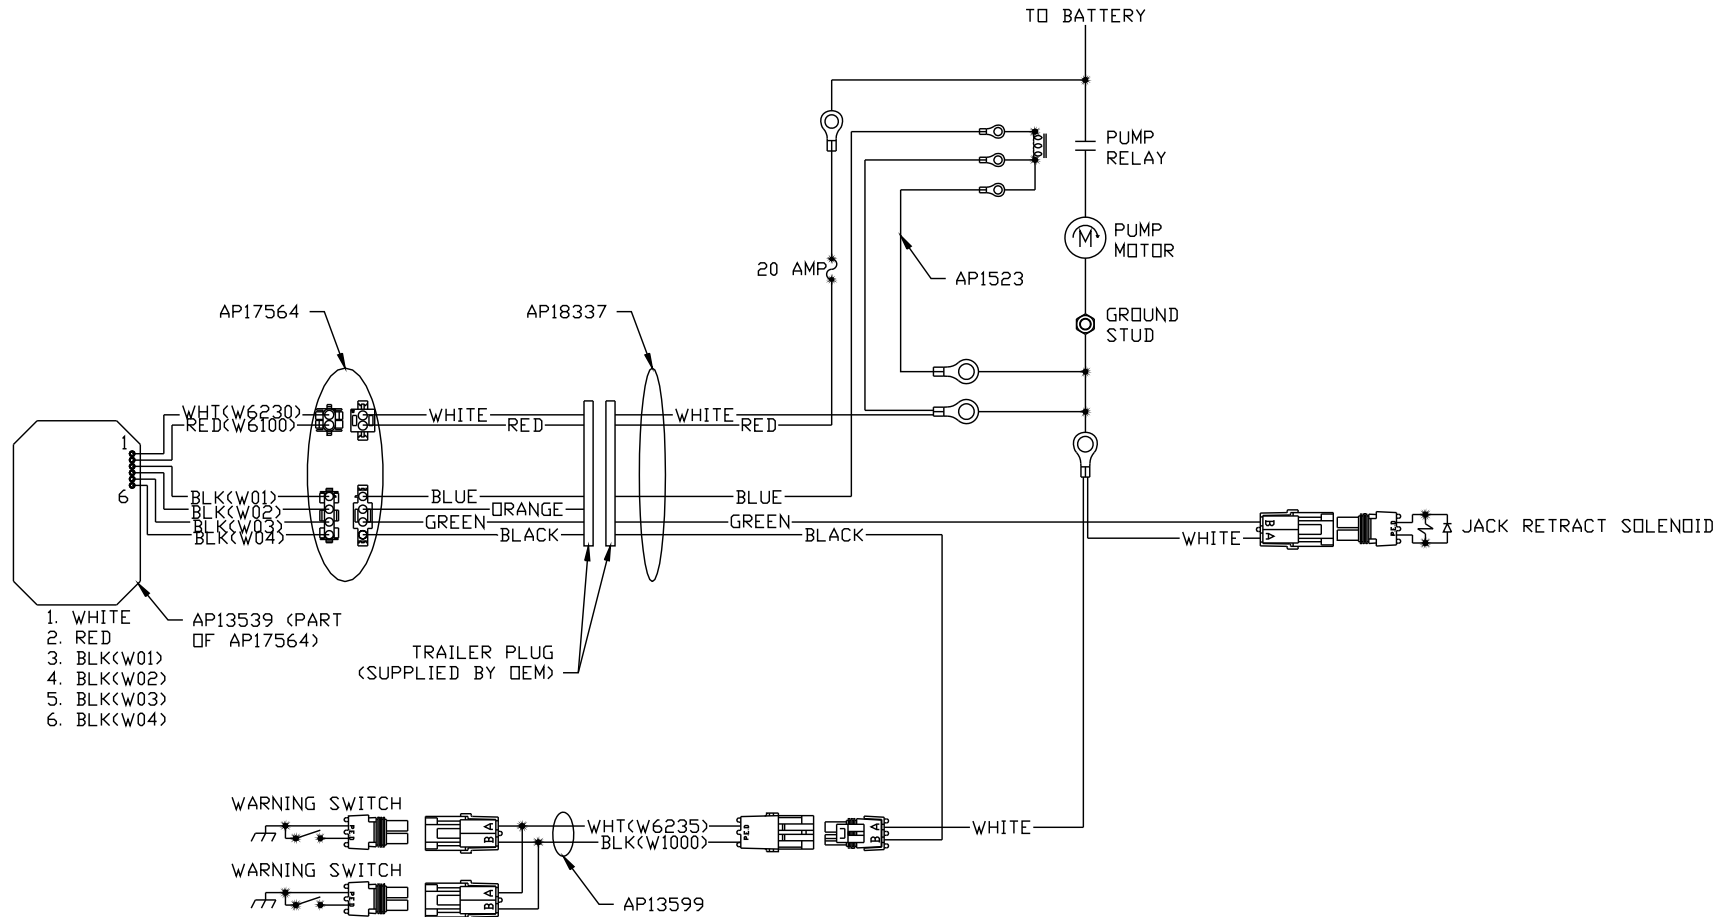 TO BATTERY
PUMP
RELAY
PUMP
MOTOR
M
20 AMP
AP1523
GROUND
STUD
AP17564
AP18337
WHT(W6230)
RED(W6100)
WHITE
RED
WHITE
RED
1
6
BLK(W01)
BLK(W02)
BLK(W03)
BLK(W04)
BLUE
ORANGE
GREEN
BLACK
BLUE
GREEN
BLACK
WHITE
B
A
P.E.D
JACK RETRACT SOLENOID
1. WHITE
2. RED
3. BLK(W01)
4. BLK(W02)
5. BLK(W03)
6. BLK(W04)
AP13539 (PART
OF AP17564)
TRAILER PLUG
(SUPPLIED BY OEM)
WARNING SWITCH
P.E.D
A
B
WHT(W6235)
BLK(W1000)
P.E.D
A
B
WHITE
WARNING SWITCH
P.E.D
A
B
AP13599